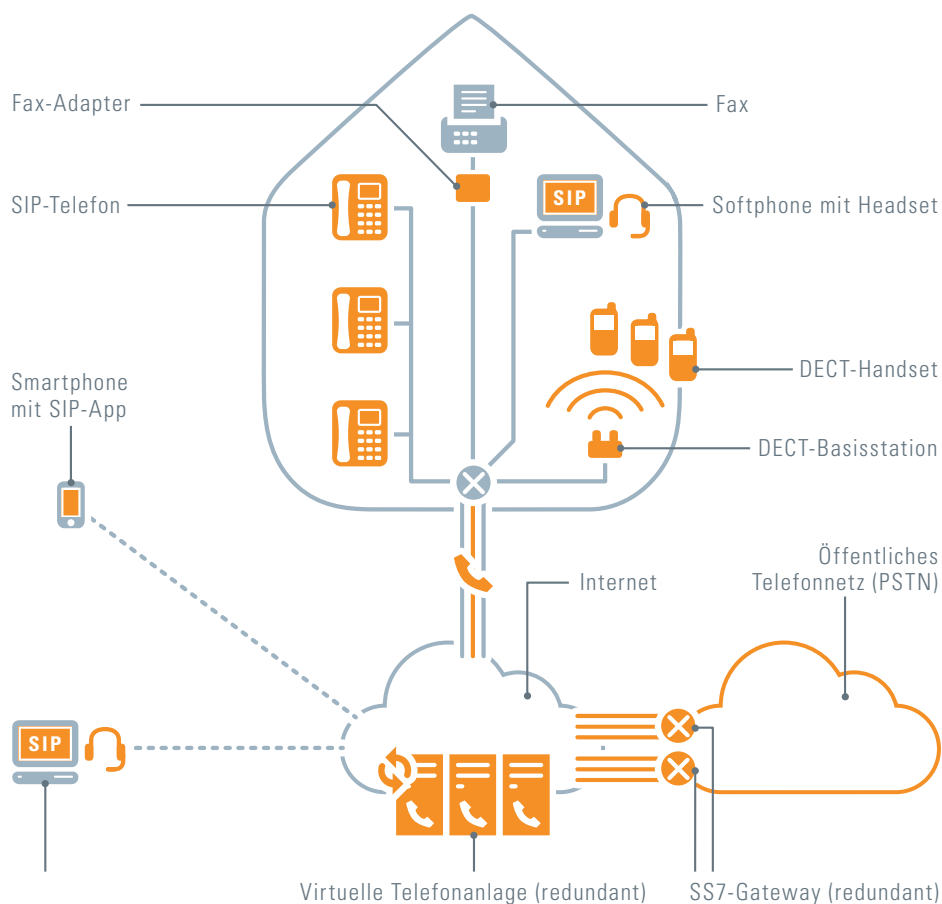 Fax-Adapter
Fax
SIP-Telefon
SIP
Softphone mit Headset
Smartphone
mit SIP-App
DECT-Handset
DECT-Basisstation
Internet
Öffentliches
Telefonnetz (PSTN)
SIP
Virtuelle Telefonanlage (redundant)
SS7-Gateway (redundant)